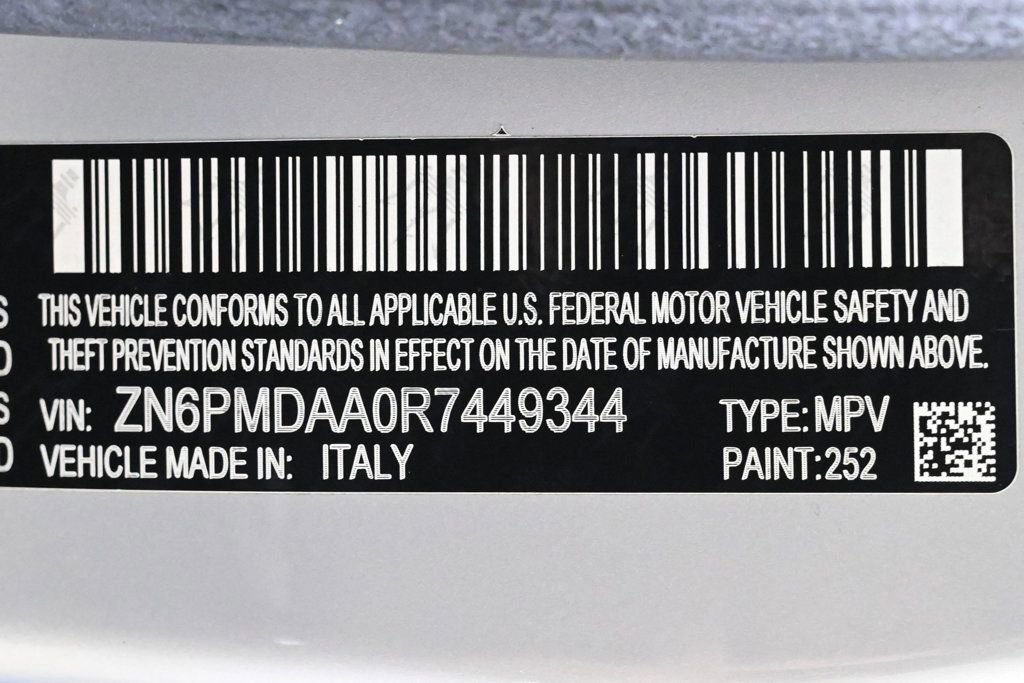 THIS VEHICLE CONFORMS TO ALL APPLICABLE U.S. FEDERAL MOTOR VEHICLE SAFETY AND
THEFT PREVENTION STANDARDS IN EFFECT ON THE DATE OF MANUFACTURE SHOWN ABOVE.
VIN: ZN6PMDAA0R7449344 TYPE: MPV
VEHICLE MADE IN: ITALY PAINT:252